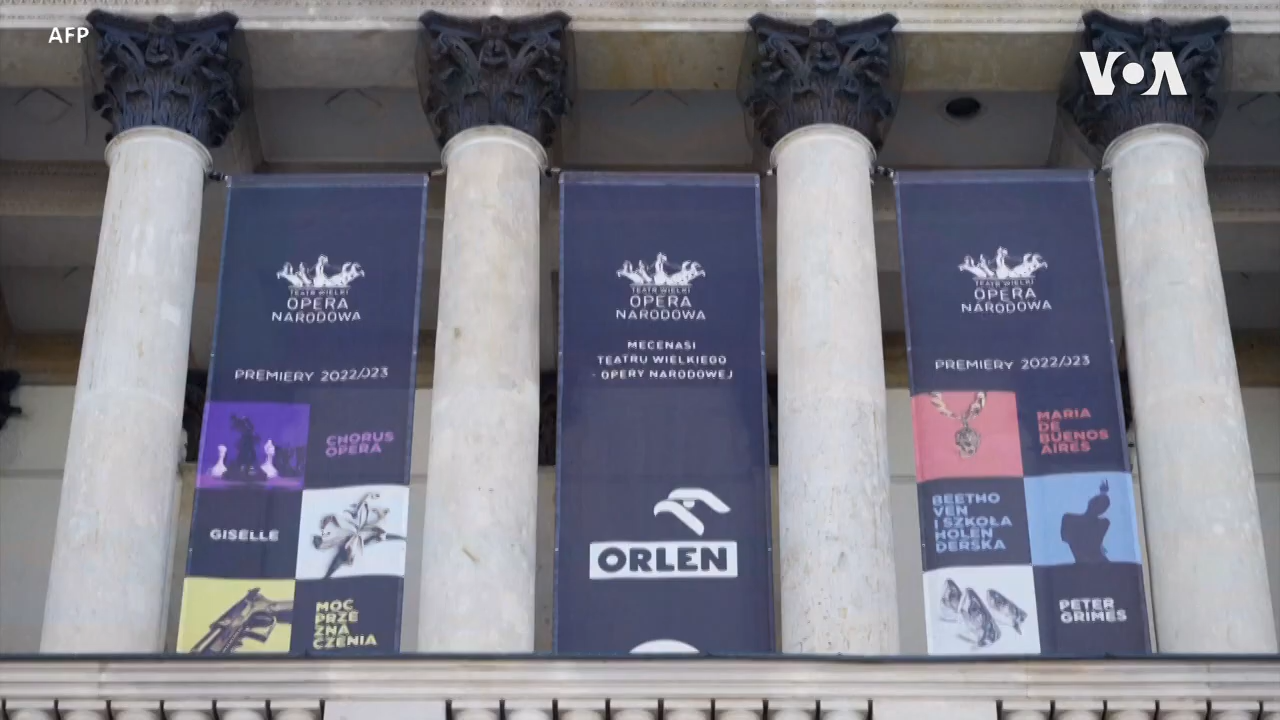 AFP
VOA
TEATR WIELKI
OPERA
NARODOWA
PREMIERY 2022/023
CHORUS
OPERA
GISELLE
MOC
PRZE
ZNA
CZENIA
TEATR WIELKI
OPERA
NARODOWA
MECENASI
TEATRU WIELKIEGO
- OPERY NARODOWEJ
ORLEN
TEATR WIELKI
OPERA
NARODOWA
PREMIERY 2022/023
MARIA
DE
BUENOS
AIRES
BEETHO
VEN
I SZKOŁA
HOLEN
DERSKA
PETER
GRIMES